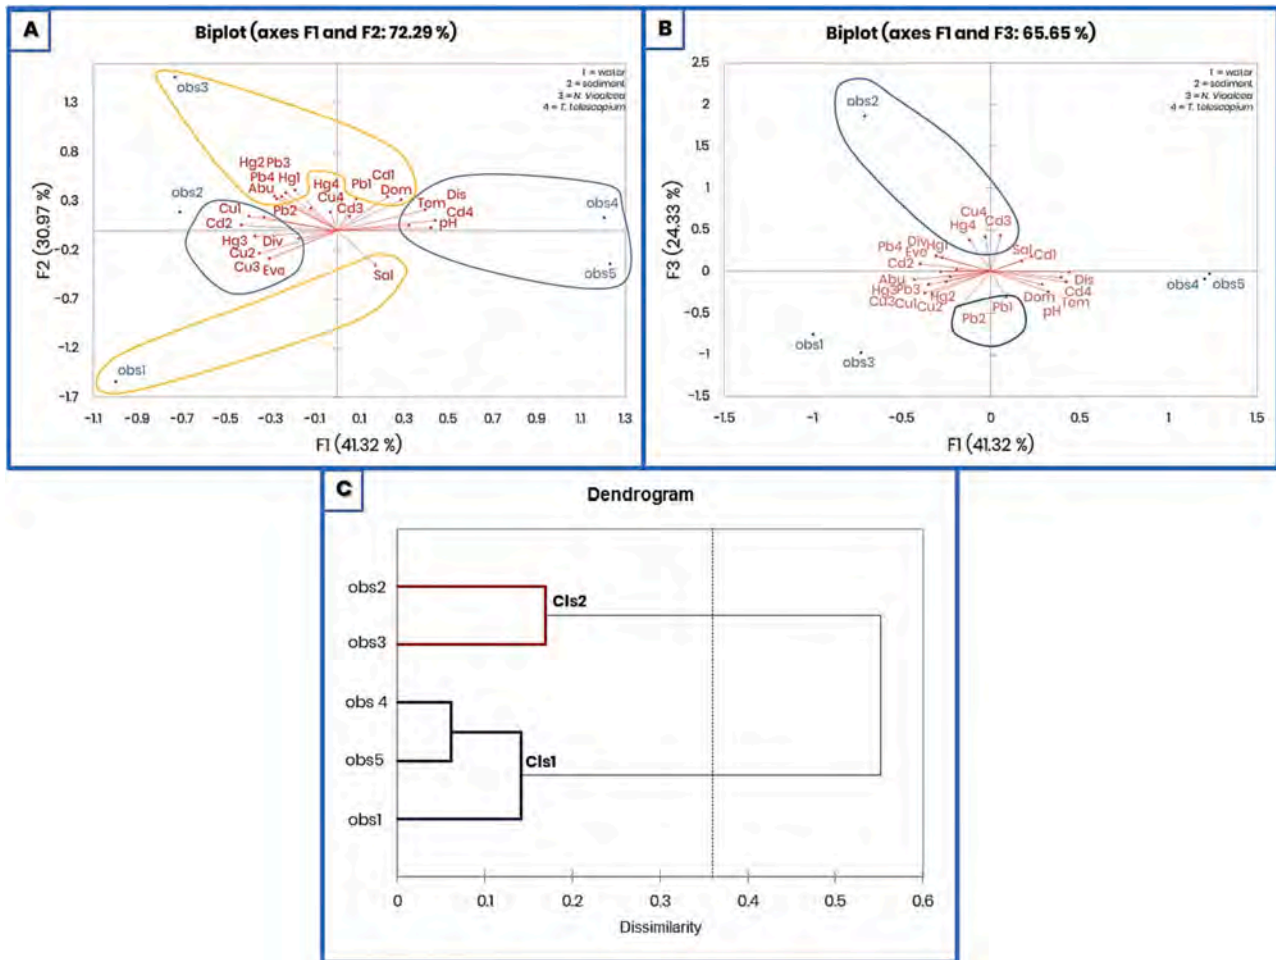 A
Biplot (axes F1 and F2: 72.29 %)
1 = water
2 = sediment
3 = N. Vioalcea
4 = T. telescopium
obs3
Hg2 Pb3
Pb4 Hg1
Abu
Hg4
Cu4
Pb1
Cd1
Dom
Dis
Tom
Cd4
pH
obs2
Cu1
Cd2
Pb2
Cd3
Hg3 Div
Cu2
Cu3 Eva
Sal
obs4
obs5
obs1
1.3
0.8
0.3
-0.2
-0.7
-1.2
-1.7
-1.1 -0.9 -0.5 -0.5 -0.1 0.1 0.3 0.5 0.7 0.9 1.1 1.3
F2 (30.97 %)
F1 (41.32 %)
B
Biplot (axes F1 and F3: 65.65 %)
1 = water
2 = sediment
3 = N. Vioalcea
4 = T. telescopium
obs2
Cu4
Hg4
Cd3
Div Hg1
Pb4 Eva
Cd2
Sal
Cd1
Abu
Hg3 Pb3
Cu3 Cu1 Cu2
Hg2
Pb2
Pb1
Dom
pH
Dis
Cd4
Tom
obs4 obs5
obs1
obs3
2.5
2
1.5
1
0.5
0
-0.5
-1
-1.5
-1.5 -1 -0.5 0 0.5 1 1.5
F3 (24.33 %)
F1 (41.32 %)
C
Dendrogram
obs2
Cls2
obs3
obs 4
obs5
Cls1
obs1
0 0.1 0.2 0.3 0.4 0.5 0.6
Dissimilarity